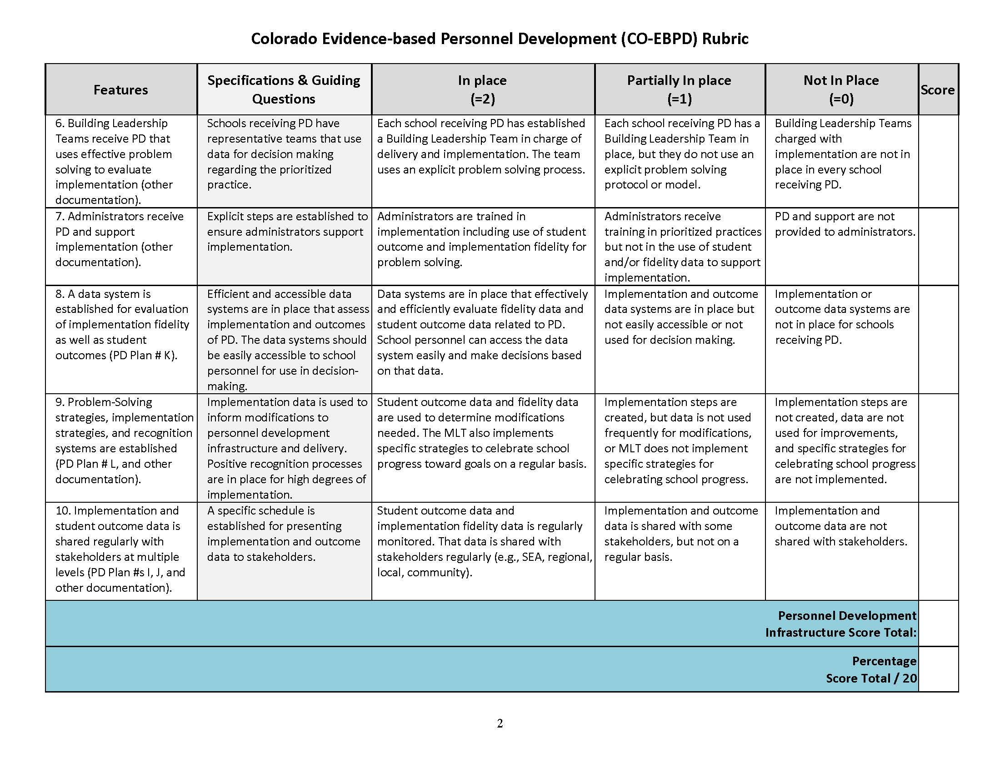 Colorado Evidence-based Personnel Development (CO-EBPD) Rubric
Features
Specifications & Guiding
Questions
In place
(=2)
Partially In place
(=1)
Not In Place
(=0)
Score
6. Building Leadership
Teams receive PD that
uses effective problem
solving to evaluate
implementation (other
documentation).
Schools receiving PD have
representative teams that use
data for decision making
regarding the prioritized
practice.
Each school receiving PD has established
a Building Leadership Team in charge of
delivery and implementation. The team
uses an explicit problem solving process.
Each school receiving PD has a
Building Leadership Team in
place, but they do not use an
explicit problem solving
protocol or model.
Building Leadership Teams
charged with
implementation are not in
place in every school
receiving PD.
7. Administrators receive
PD and support
implementation (other
documentation).
Explicit steps are established to
ensure administrators support
implementation.
Administrators are trained in
implementation including use of student
outcome and implementation fidelity for
problem solving.
Administrators receive
training in prioritized practices
but not in the use of student
and/or fidelity data to support
implementation.
PD and support are not
provided to administrators.
8. A data system is
established for evaluation
of implementation fidelity
as well as student
outcomes (PD Plan # K).
Efficient and accessible data
systems are in place that assess
implementation and outcomes
of PD. The data systems should
be easily accessible to school
personnel for use in decision-
making.
Data systems are in place that effectively
and efficiently evaluate fidelity data and
student outcome data related to PD.
School personnel can access the data
system easily and make decisions based
on that data.
Implementation and outcome
data systems are in place but
not easily accessible or not
used for decision making.
Implementation or
outcome data systems are
not in place for schools
receiving PD.
9. Problem-Solving
strategies, implementation
strategies, and recognition
systems are established
(PD Plan # L, and other
documentation).
Implementation data is used to
inform modifications to
personnel development
infrastructure and delivery.
Positive recognition processes
are in place for high degrees of
implementation.
Student outcome data and fidelity data
are used to determine modifications
needed. The MLT also implements
specific strategies to celebrate school
progress toward goals on a regular basis.
Implementation steps are
created, but data is not used
frequently for modifications,
or MLT does not implement
specific strategies for
celebrating school progress.
Implementation steps are
not created, data are not
used for improvements,
and specific strategies for
celebrating school progress
are not implemented.
10. Implementation and
student outcome data is
shared regularly with
stakeholders at multiple
levels (PD Plan #s I, J, and
other documentation).
A specific schedule is
established for presenting
implementation and outcome
data to stakeholders.
Student outcome data and
implementation fidelity data is regularly
monitored. That data is shared with
stakeholders regularly (e.g., SEA, regional,
local, community).
Implementation and outcome
data is shared with some
stakeholders, but not on a
regular basis.
Implementation and
outcome data are not
shared with stakeholders.
Personnel Development
Infrastructure Score Total:
Percentage
Score Total / 20
2